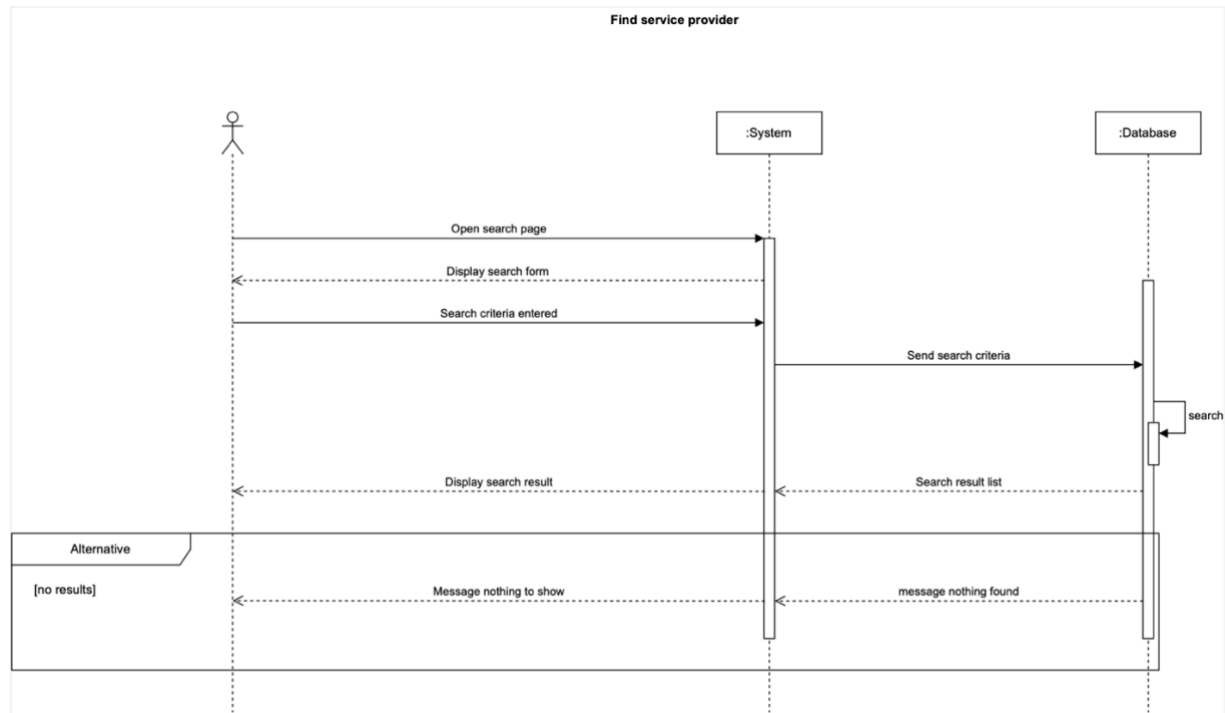 Find service provider
:System
:Database
Open search page
Display search form
Search criteria entered
Send search criteria
search
Display search result
Search result list
Alternative
[no results]
Message nothing to show
message nothing found